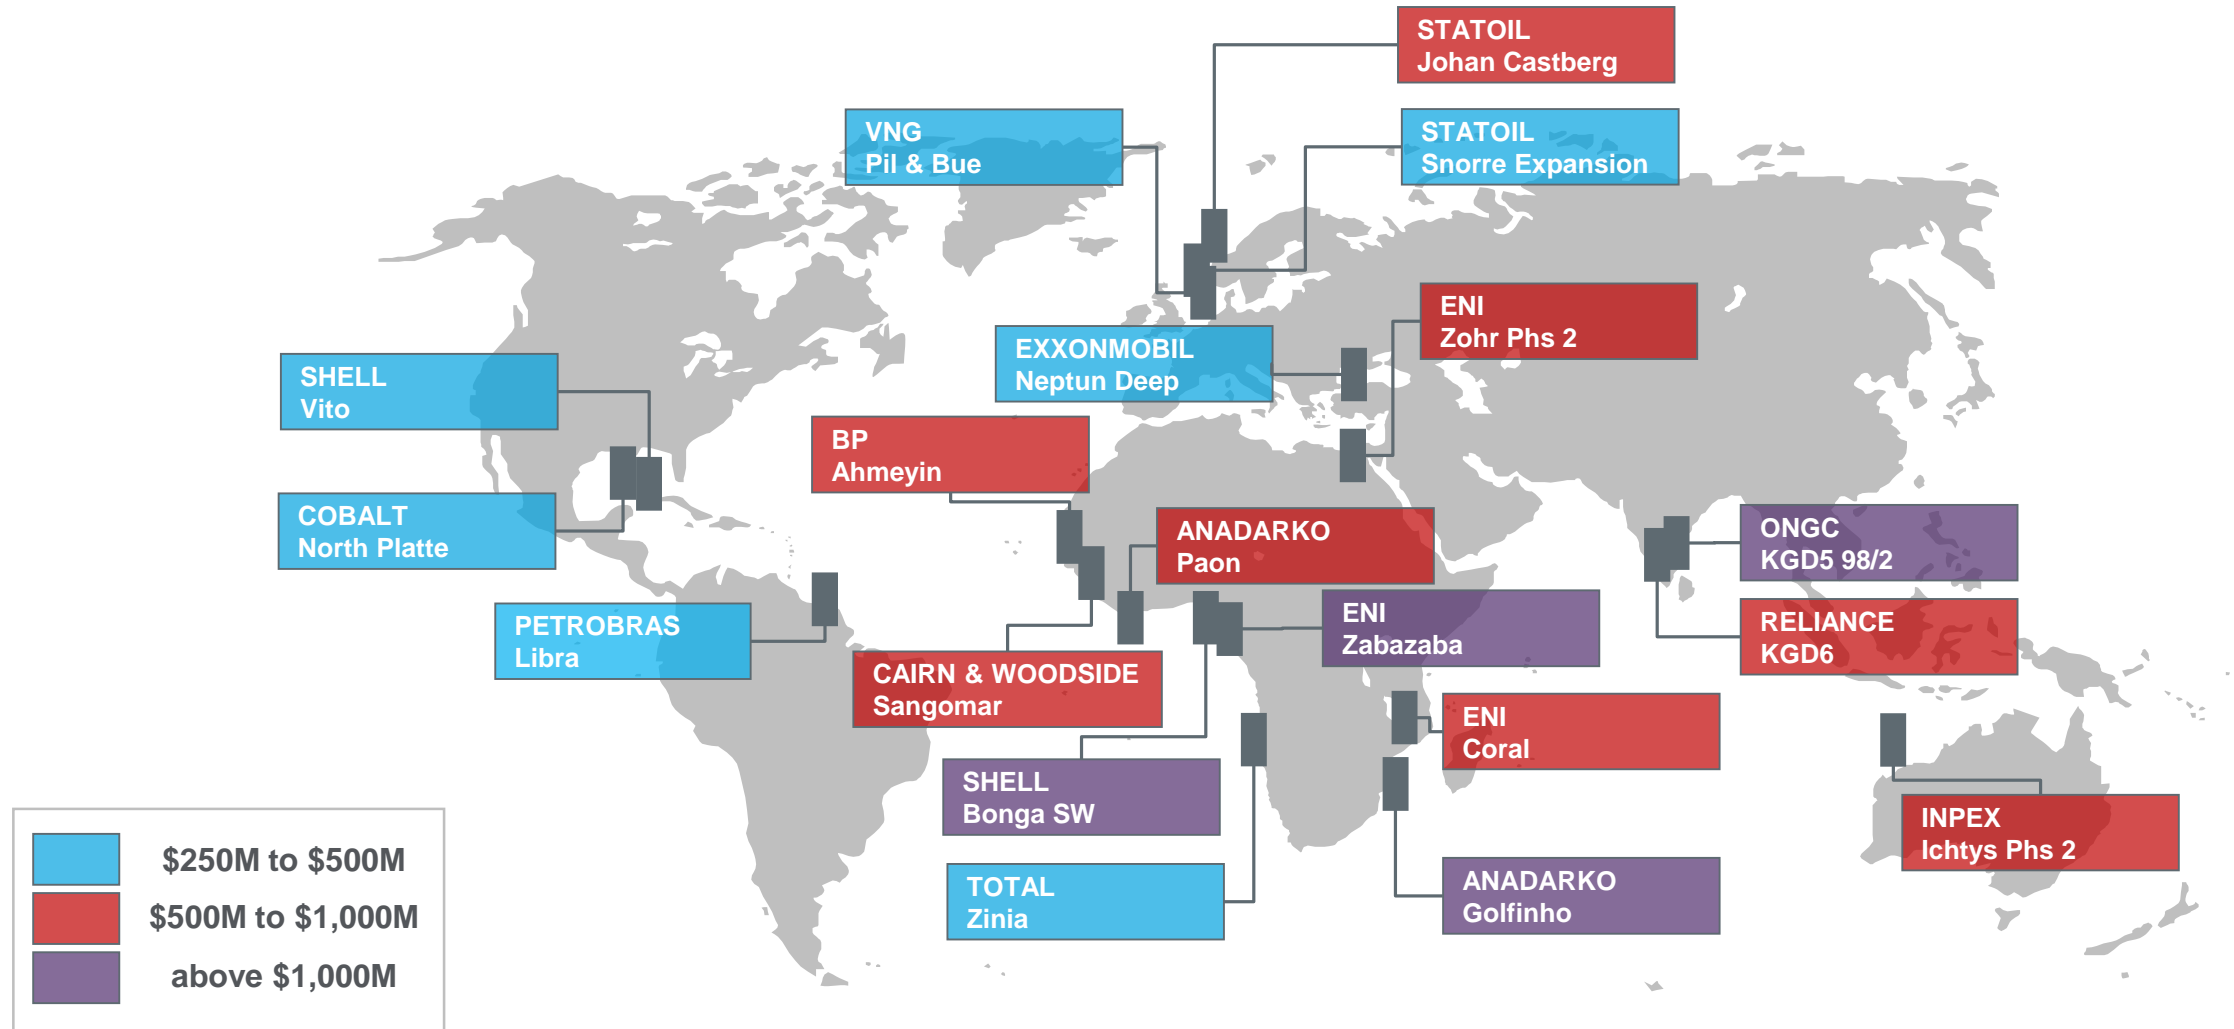 STATOIL
Johan Castberg
VNG
Pil & Bue
STATOIL
Snorre Expansion
ENI
Zohr Phs 2
EXXONMOBIL
Neptun Deep
SHELL
Vito
BP
Ahmeyin
COBALT
North Platte
ANADARKO
Paon
ONGC
KGD5 98/2
PETROBRAS
Libra
ENI
Zabazaba
RELIANCE
KGD6
CAIRN & WOODSIDE
Sangomar
ENI
Coral
SHELL
Bonga SW
INPEX
Ichtys Phs 2
TOTAL
Zinia
ANADARKO
Golfinho
$250M to $500M
$500M to $1,000M
above $1,000M